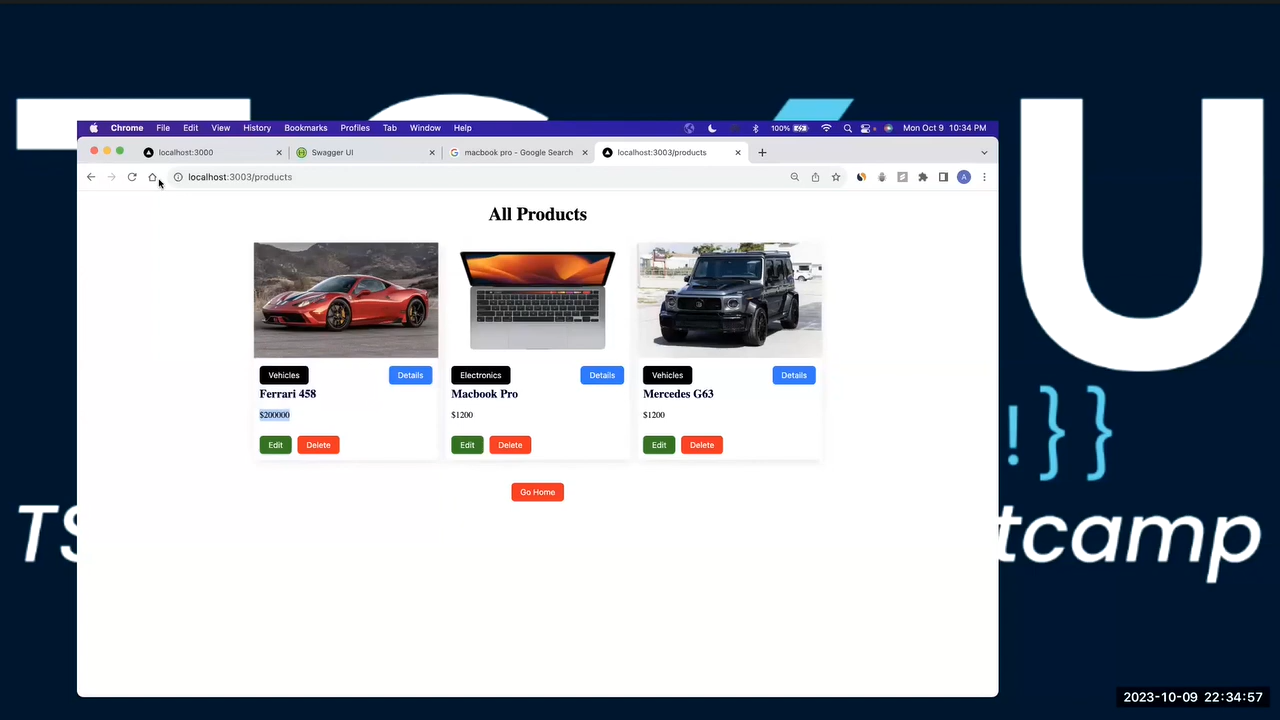 Chrome File Edit View History Bookmarks Profiles Tab Window Help 100% Mon Oct 9 10:34 PM
localhost:3000 Swagger UI macbook pro - Google Search localhost:3003/products
localhost:3003/products A
All Products
Vehicles Details Electronics Details Vehicles Details
Ferrari 458 Macbook Pro Mercedes G63
$200000 $1200 $1200
Edit Delete Edit Delete Edit Delete
Go Home
U
!}}
TS tcamp
2023-10-09 22:34:57